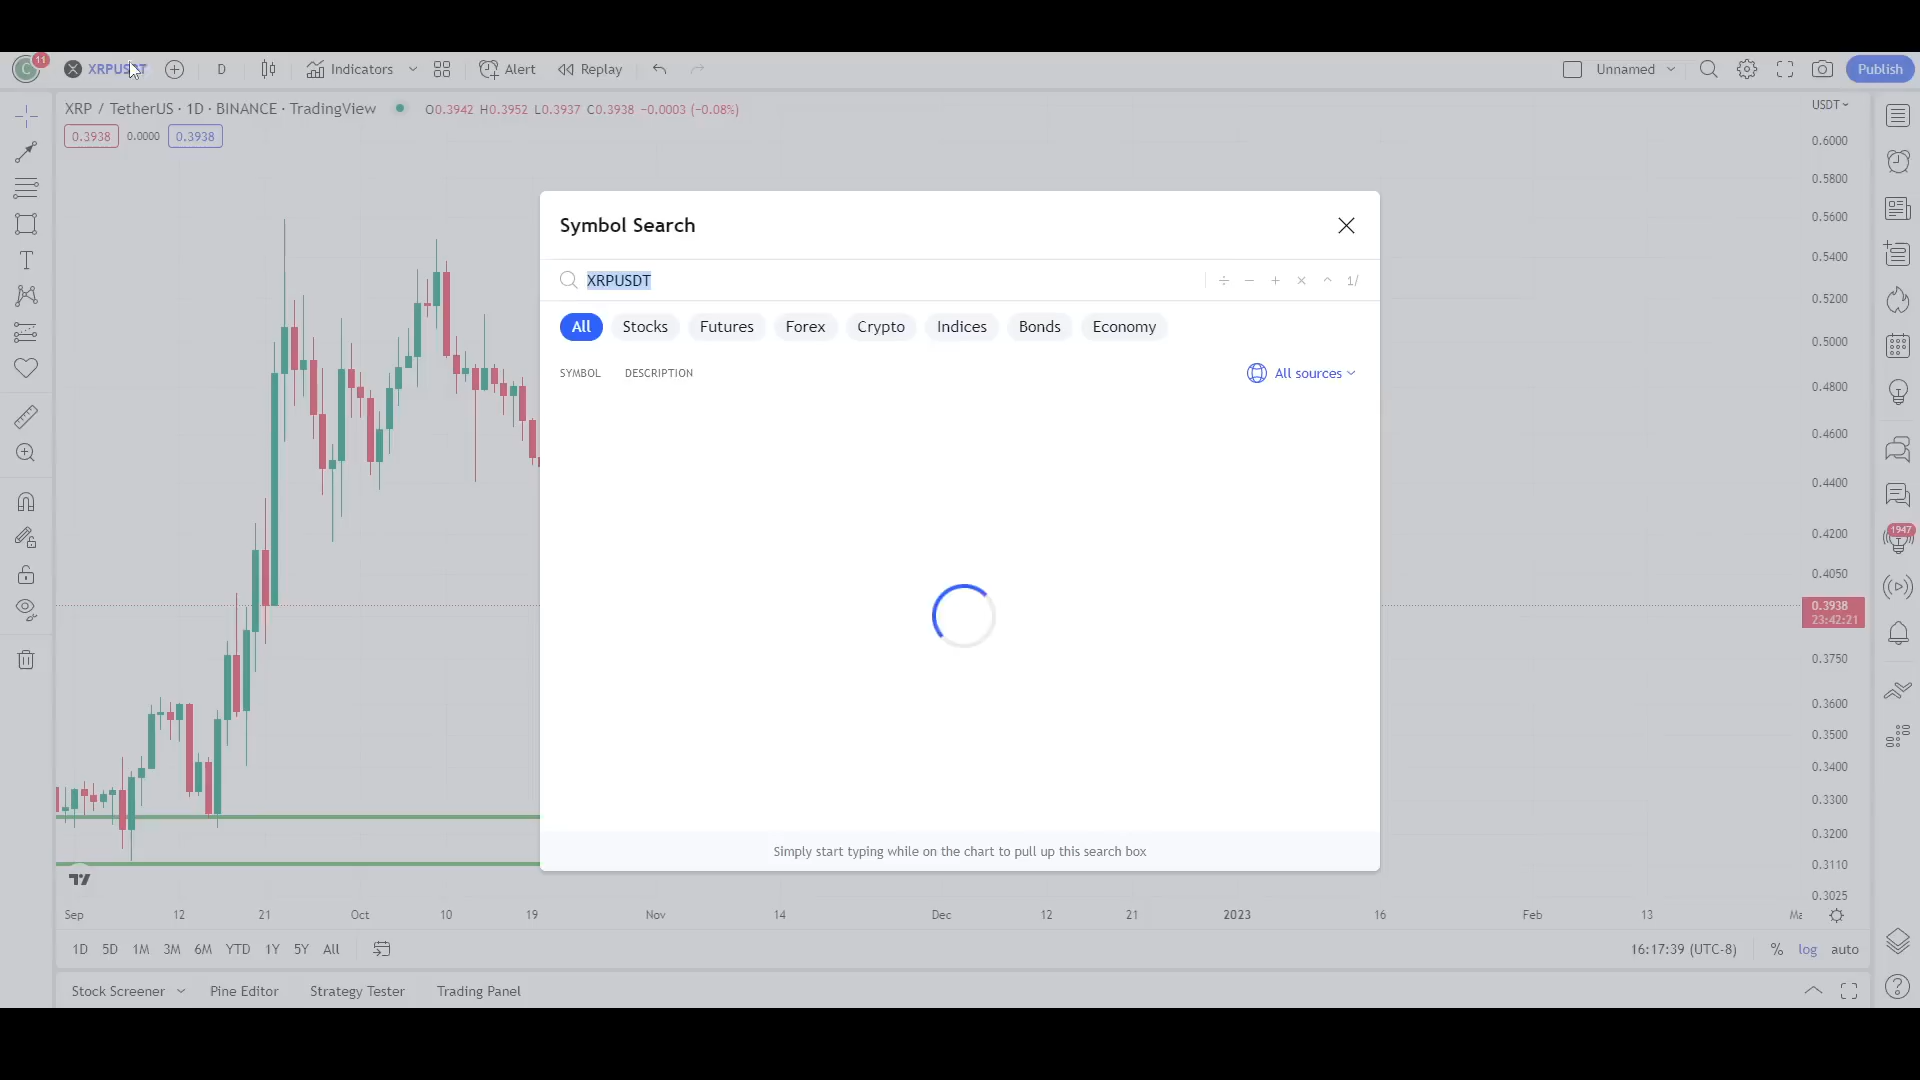 C 11 XRPUSDT D Indicators Alert Replay Unnamed Publish
XRP / TetherUS · 1D · BINANCE · TradingView O0.3942 H0.3952 L0.3937 C0.3938 −0.0003 (−0.08%)
0.3938 0.0000 0.3938
USDT
0.6000
0.5800
0.5600
0.5400
0.5200
0.5000
0.4800
0.4600
0.4400
0.4200
0.4050
0.3938
23:42:21
0.3750
0.3600
0.3500
0.3400
0.3300
0.3200
0.3110
0.3025
1947
Symbol Search
XRPUSDT ÷ − + × ^ 1/
All Stocks Futures Forex Crypto Indices Bonds Economy
SYMBOL DESCRIPTION All sources
Simply start typing while on the chart to pull up this search box
Sep 12 21 Oct 10 19 Nov 14 Dec 12 21 2023 16 Feb 13
1D 5D 1M 3M 6M YTD 1Y 5Y All 16:17:39 (UTC-8) % log auto
Stock Screener Pine Editor Strategy Tester Trading Panel